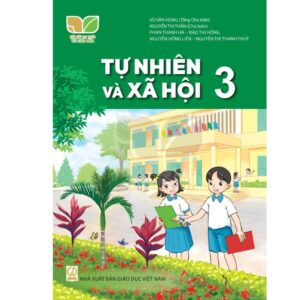 VŨ VĂN HÙNG (Tổng Chủ biên)
NGUYỄN THỊ THẤN (Chủ biên)
PHAN THANH HÀ – ĐÀO THỊ HỒNG
NGUYỄN HỒNG LIÊN – NGUYỄN THỊ THANH THUỶ
TỰ NHIÊN
VÀ XÃ HỘI 3
NHÀ XUẤT BẢN GIÁO DỤC VIỆT NAM